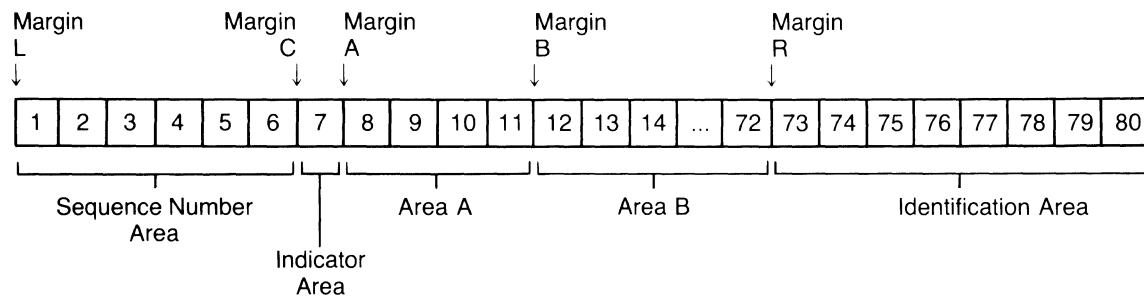 Margin Margin Margin Margin Margin
L C A B R
1 2 3 4 5 6 7 8 9 10 11 12 13 14 ... 72 73 74 75 76 77 78 79 80
Sequence Number Area A Area B Identification Area
Area
Indicator
Area